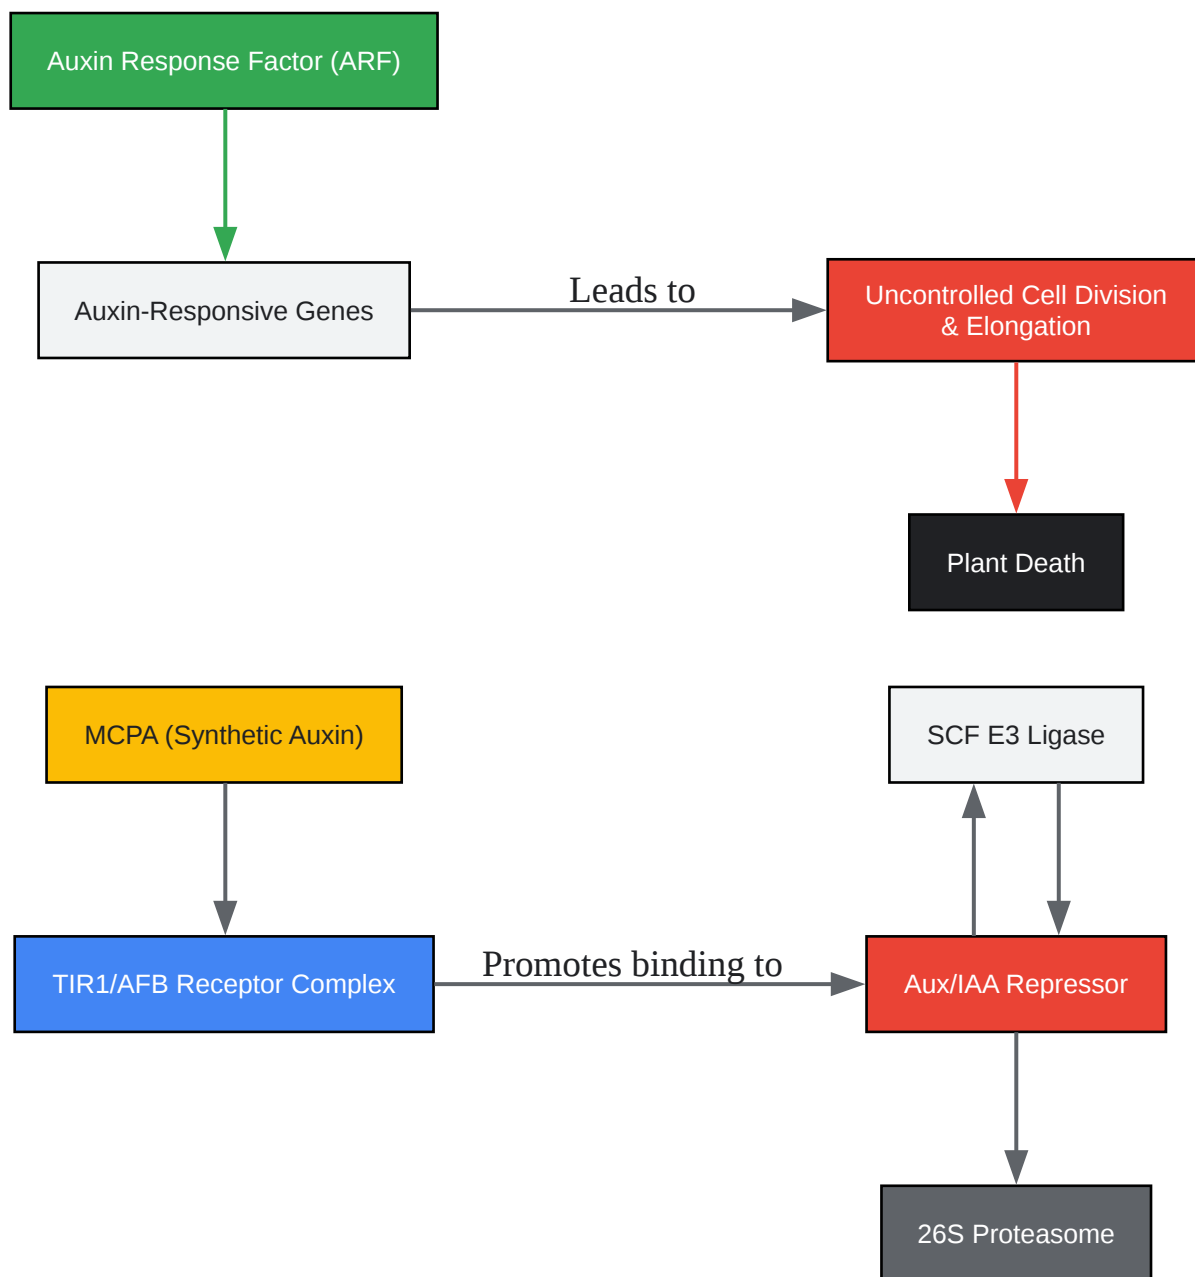 Auxin Response Factor (ARF)
Auxin-Responsive Genes
Leads to
Uncontrolled Cell Division
& Elongation
Plant Death
MCPA (Synthetic Auxin)
SCF E3 Ligase
TIR1/AFB Receptor Complex
Promotes binding to
Aux/IAA Repressor
26S Proteasome